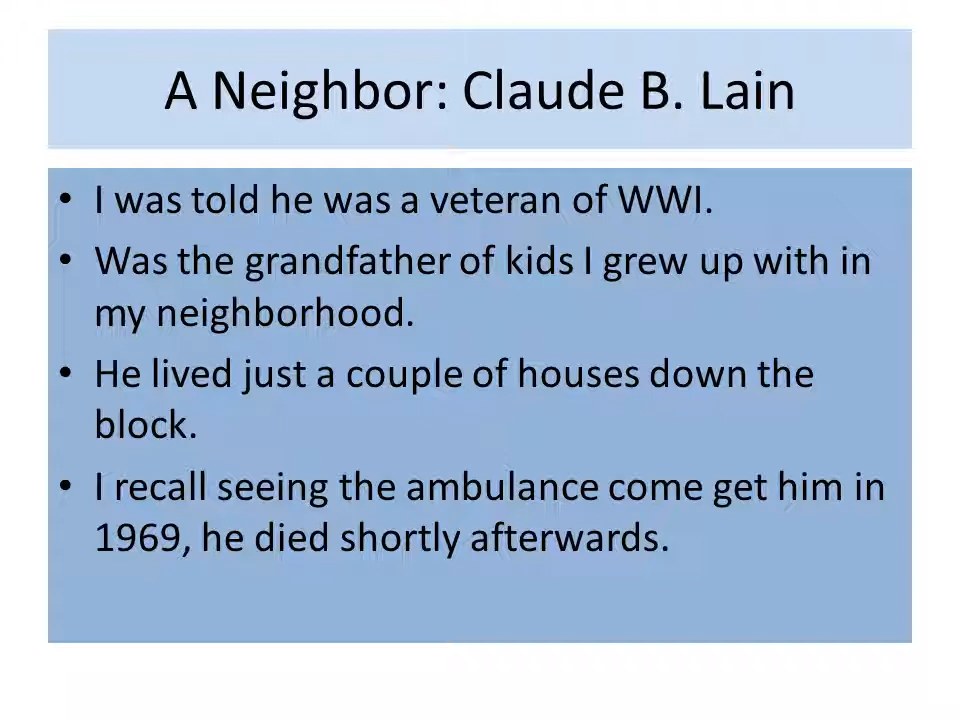 A Neighbor: Claude B. Lain
• I was told he was a veteran of WWI.
• Was the grandfather of kids I grew up with in
my neighborhood.
• He lived just a couple of houses down the
block.
• I recall seeing the ambulance come get him in
1969, he died shortly afterwards.